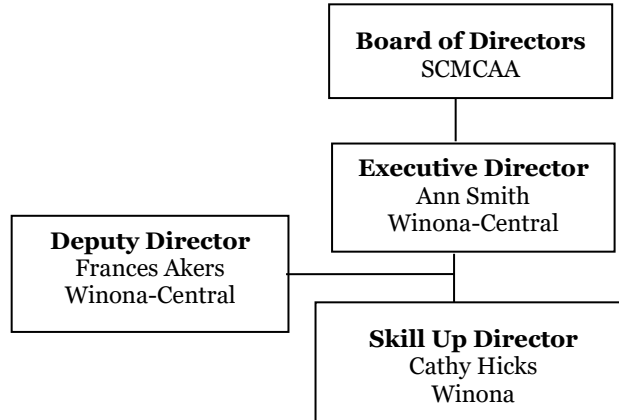 Board of Directors
SCMCAA
Executive Director
Ann Smith
Winona-Central
Deputy Director
Frances Akers
Winona-Central
Skill Up Director
Cathy Hicks
Winona